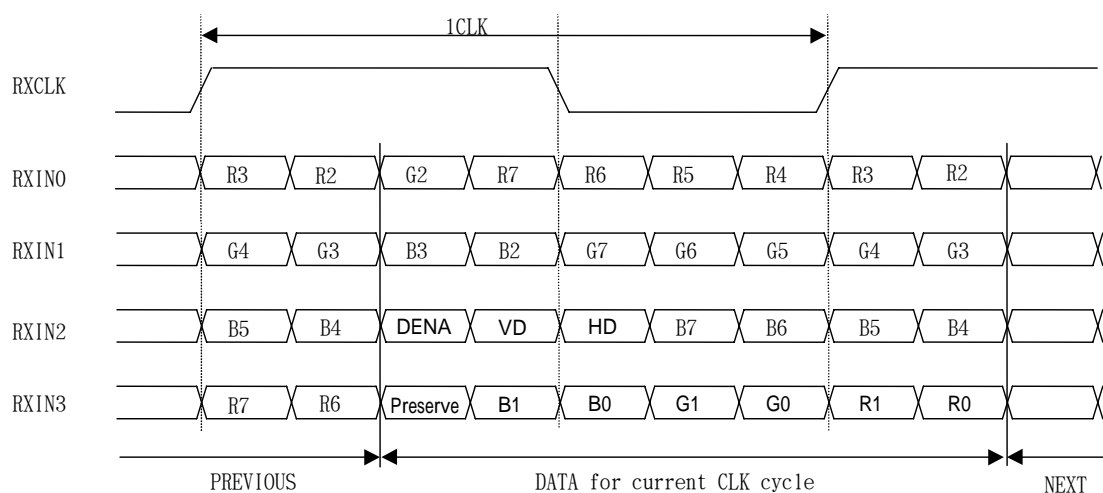 1CLK
RXCLK
RXIN0 R3 R2 G2 R7 R6 R5 R4 R3 R2
RXIN1 G4 G3 B3 B2 G7 G6 G5 G4 G3
RXIN2 B5 B4 DENA VD HD B7 B6 B5 B4
RXIN3 R7 R6 Preserve B1 B0 G1 G0 R1 R0
PREVIOUS DATA for current CLK cycle NEXT